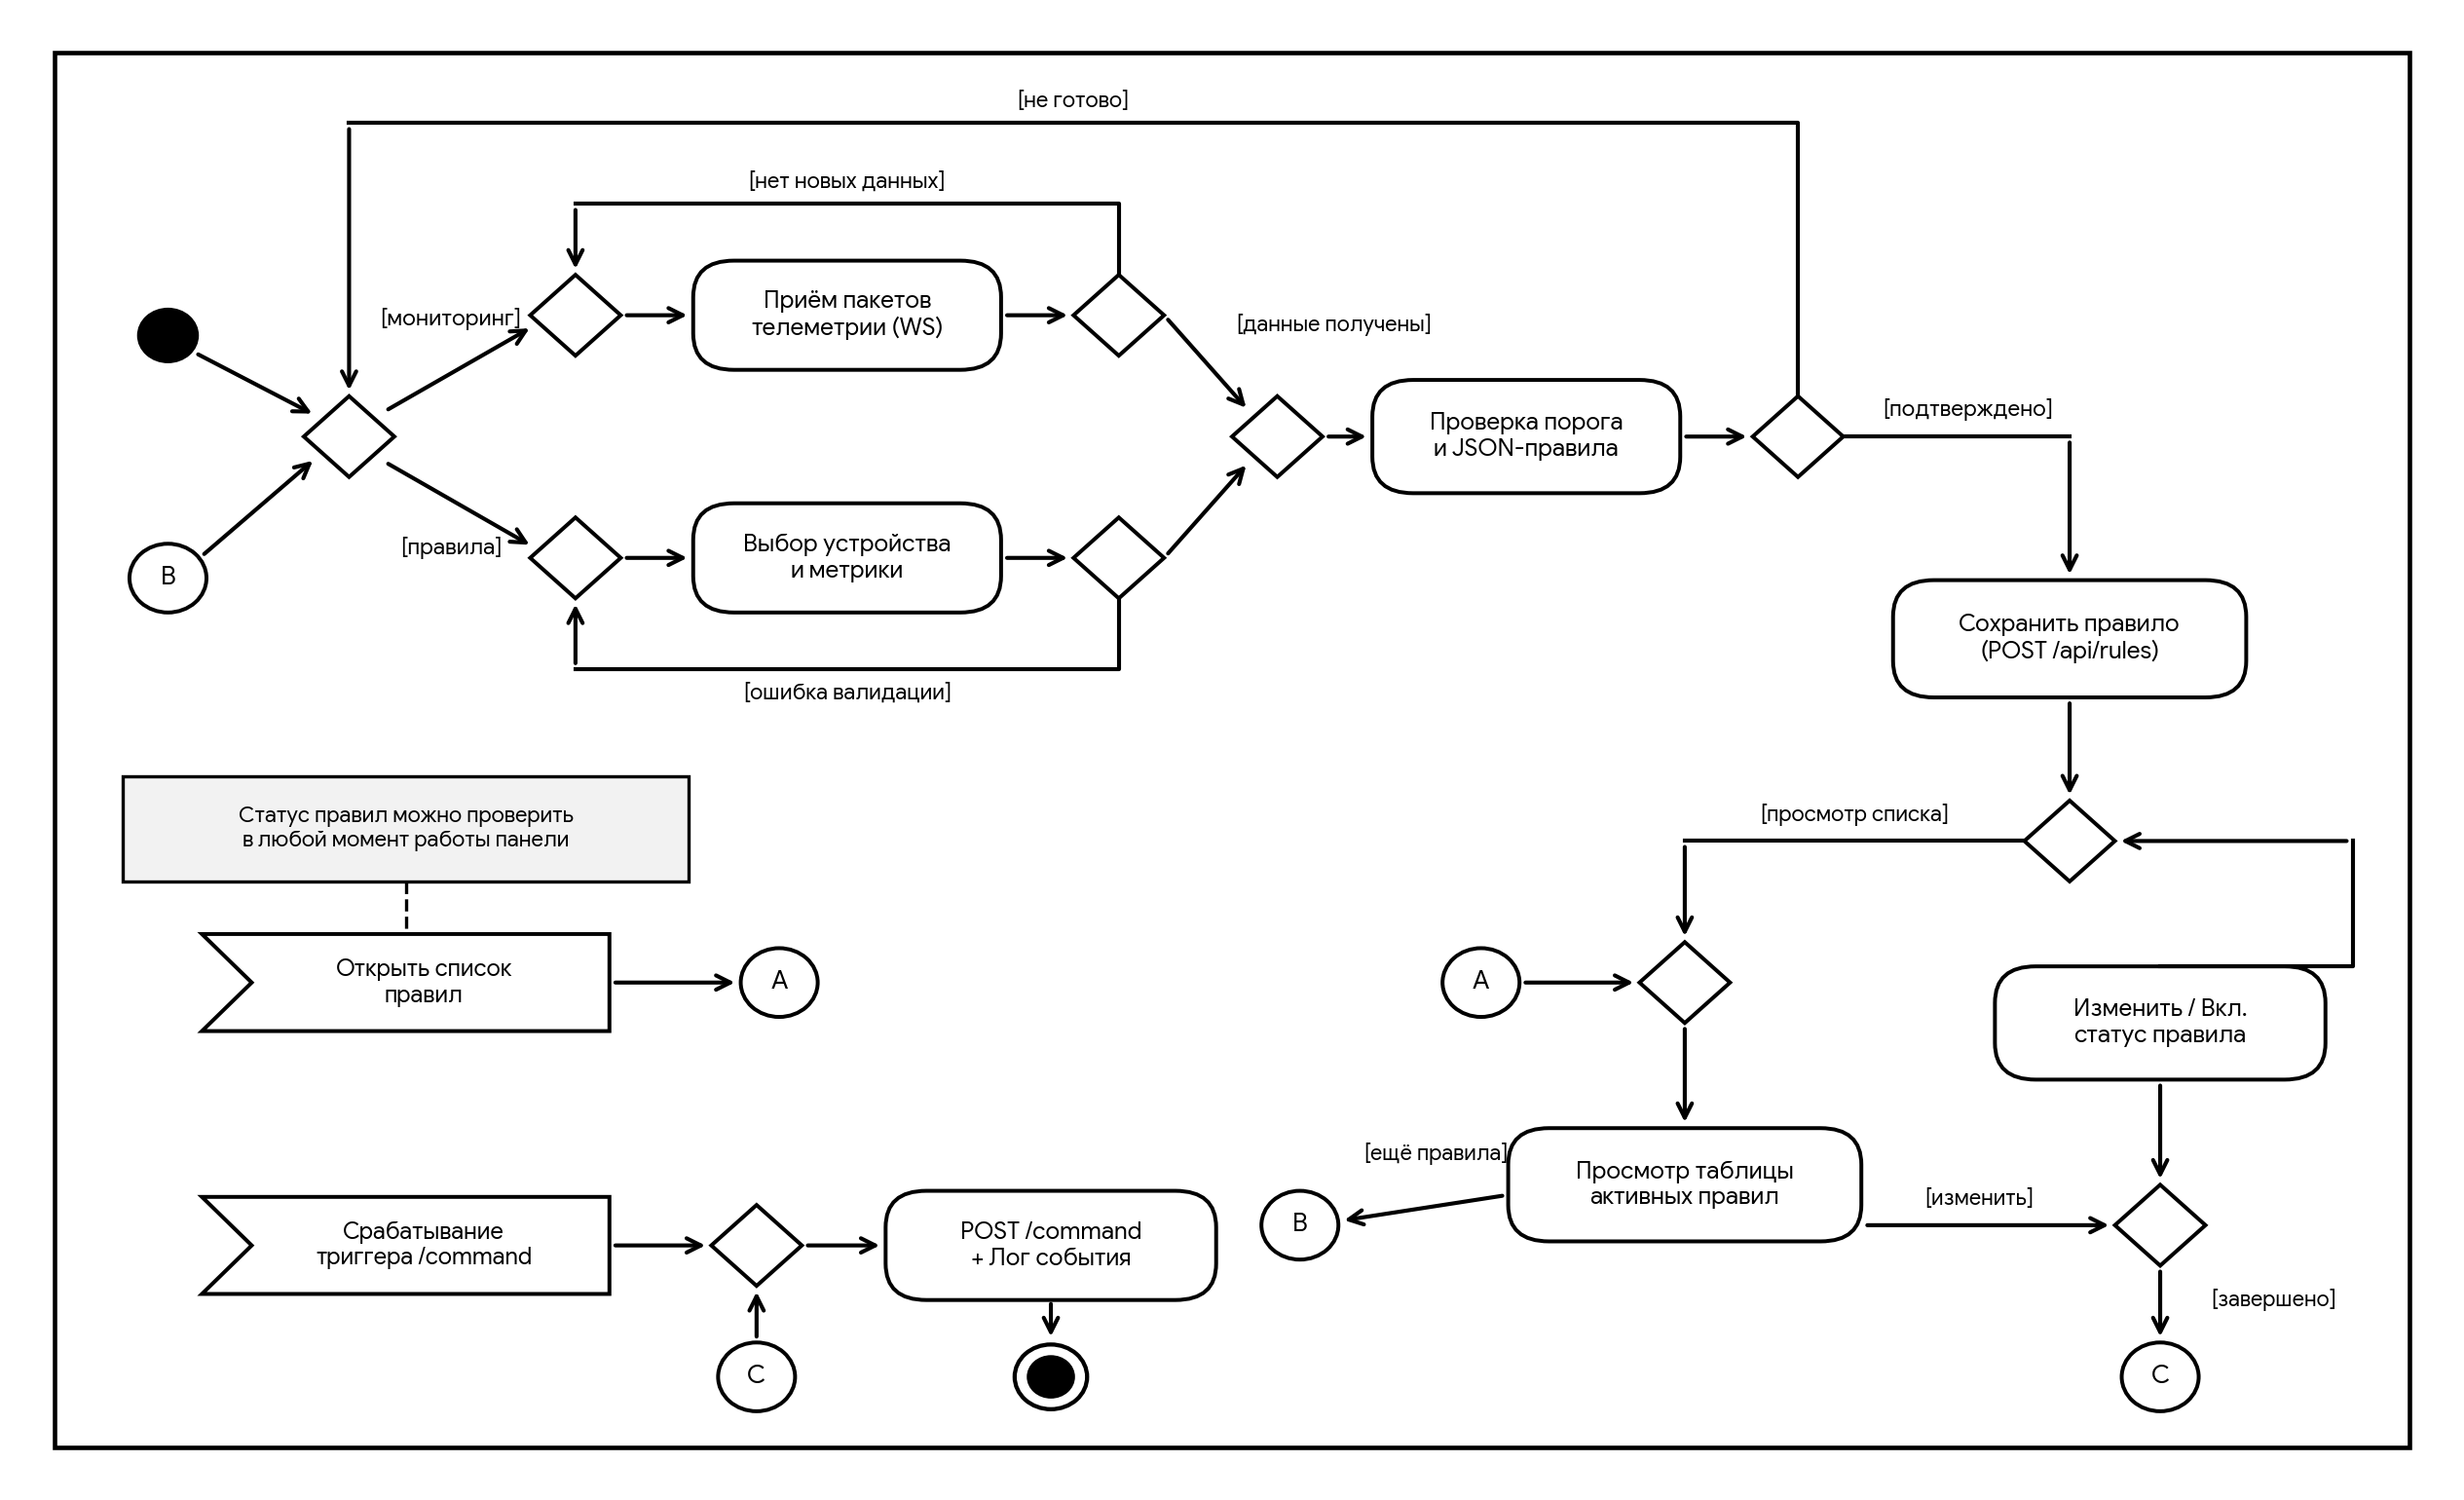 [не готово]
[нет новых данных]
[мониторинг]
Приём пакетов
телеметрии (WS)
[данные получены]
Проверка порога
и JSON-правила
[подтверждено]
B
[правила]
Выбор устройства
и метрики
[ошибка валидации]
Сохранить правило
(POST /api/rules)
Статус правил можно проверить
в любой момент работы панели
[просмотр списка]
Открыть список
правил
A
A
Изменить / Вкл.
статус правила
[ещё правила]
Просмотр таблицы
активных правил
[изменить]
B
Срабатывание
триггера /command
POST /command
+ Лог события
[завершено]
C
C